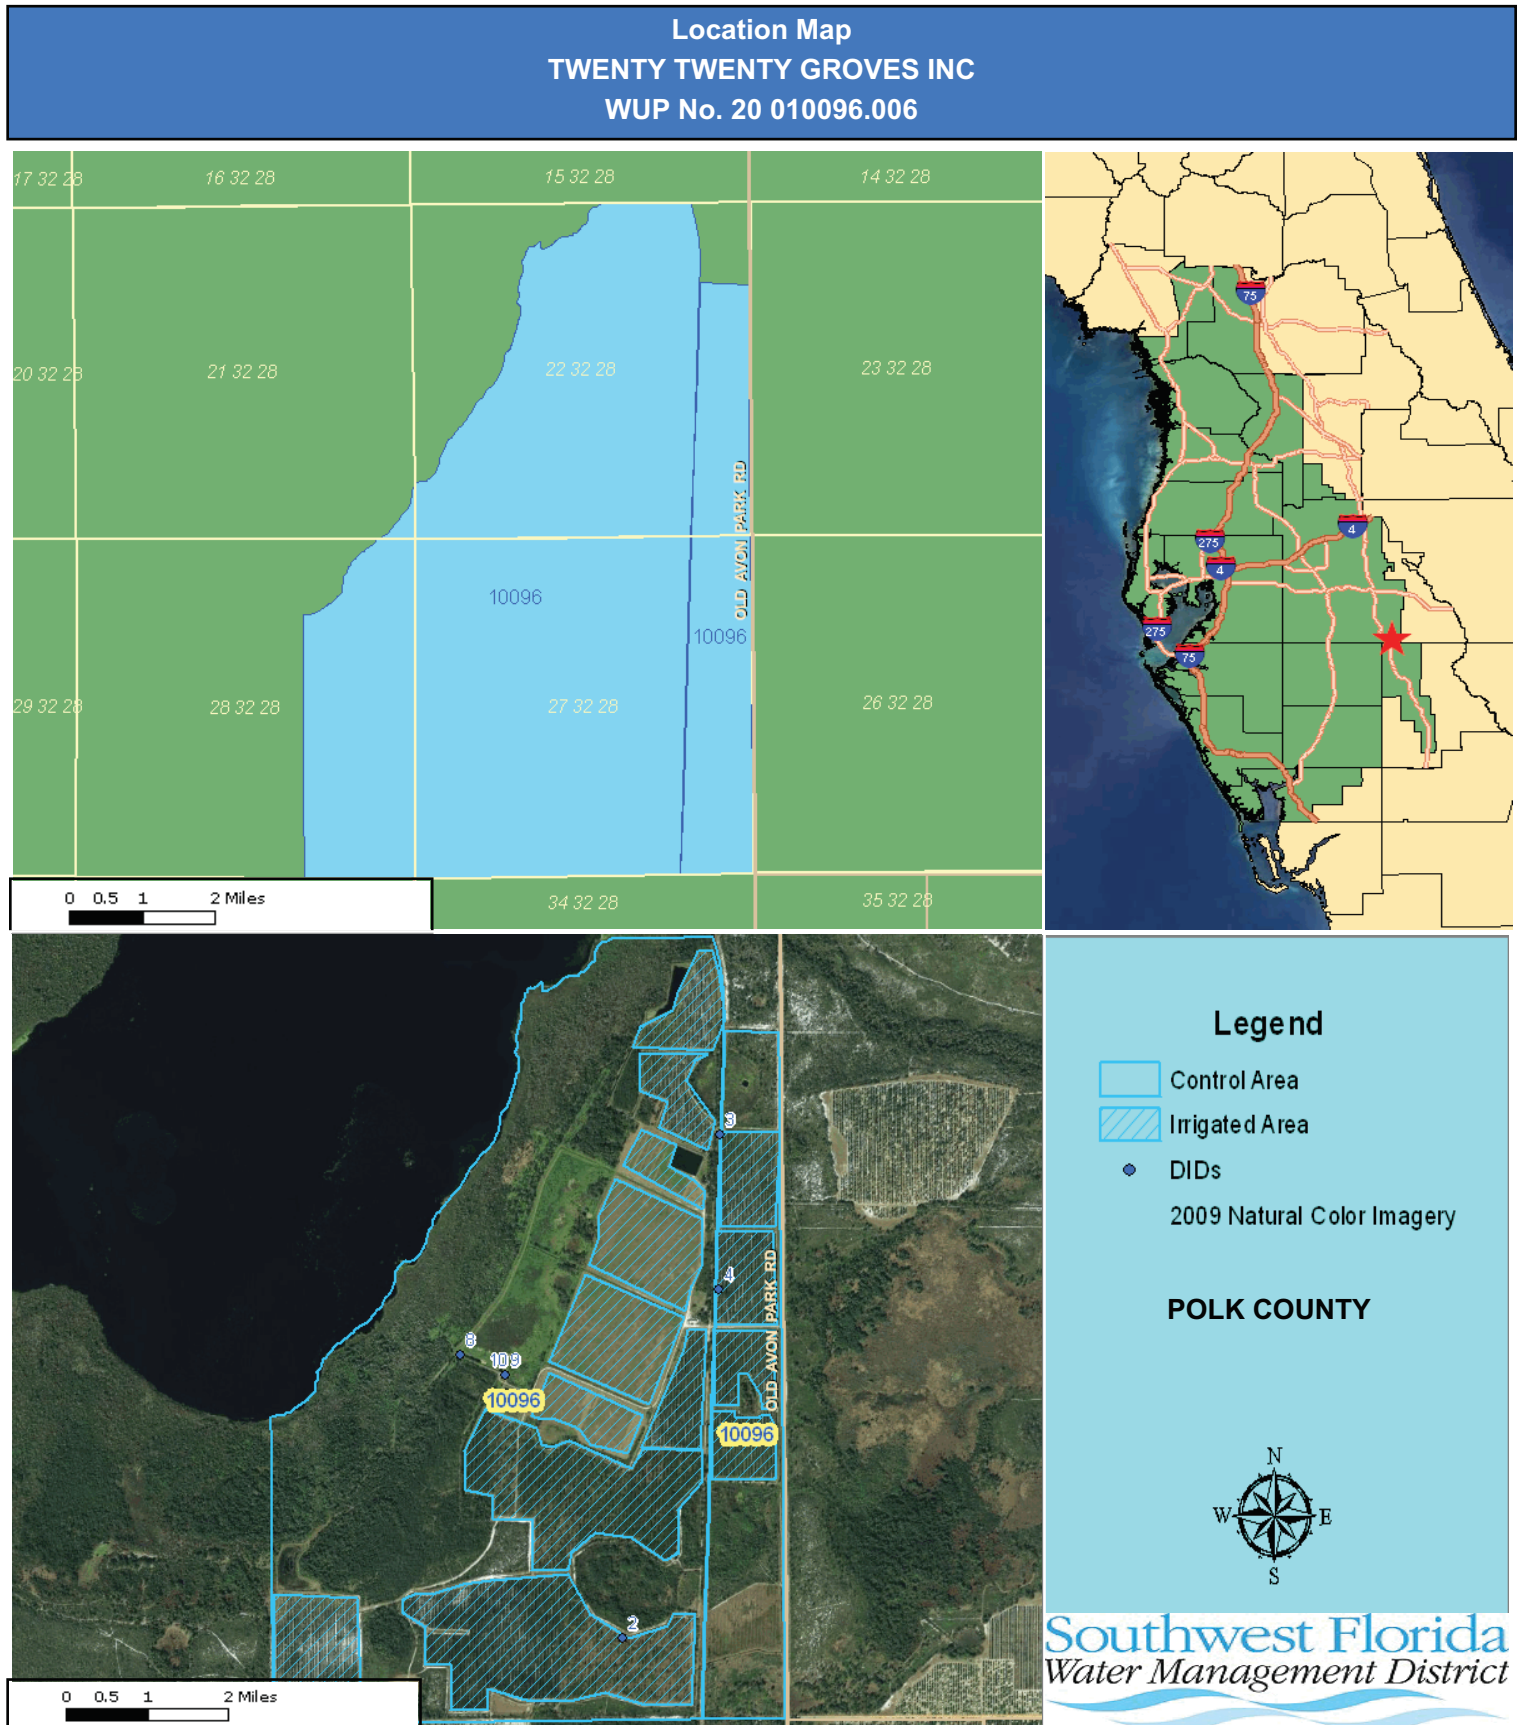 Location Map
TWENTY TWENTY GROVES INC
WUP No. 20 010096.006
17 32 28
16 32 28
15 32 28
14 32 28
20 32 28
21 32 28
22 32 28
23 32 28
OLD AVON PARK RD
10096
10096
29 32 28
28 32 28
27 32 28
26 32 28
34 32 28
35 32 28
0 0.5 1 2 Miles
75
4
275
4
275
75
3
4
OLD AVON PARK RD
8
10 9
10096
10096
2
0 0.5 1 2 Miles
Legend
Control Area
Irrigated Area
DIDs
2009 Natural Color Imagery
POLK COUNTY
N
W E
S
Southwest Florida
Water Management District